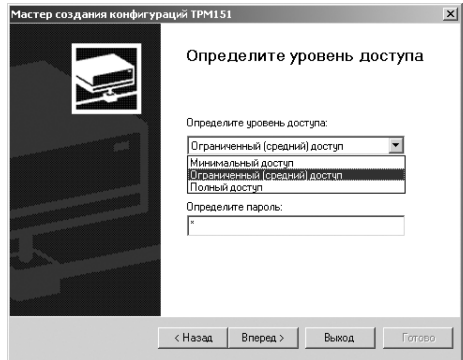 Мастер создания конфигураций ТРМ151
Определите уровень доступа
Определите уровень доступа:
Ограниченный (средний) доступ
Минимальный доступ
Ограниченный (средний) доступ
Полный доступ
Определите пароль:
*
< Назад Вперед > Выход Готово